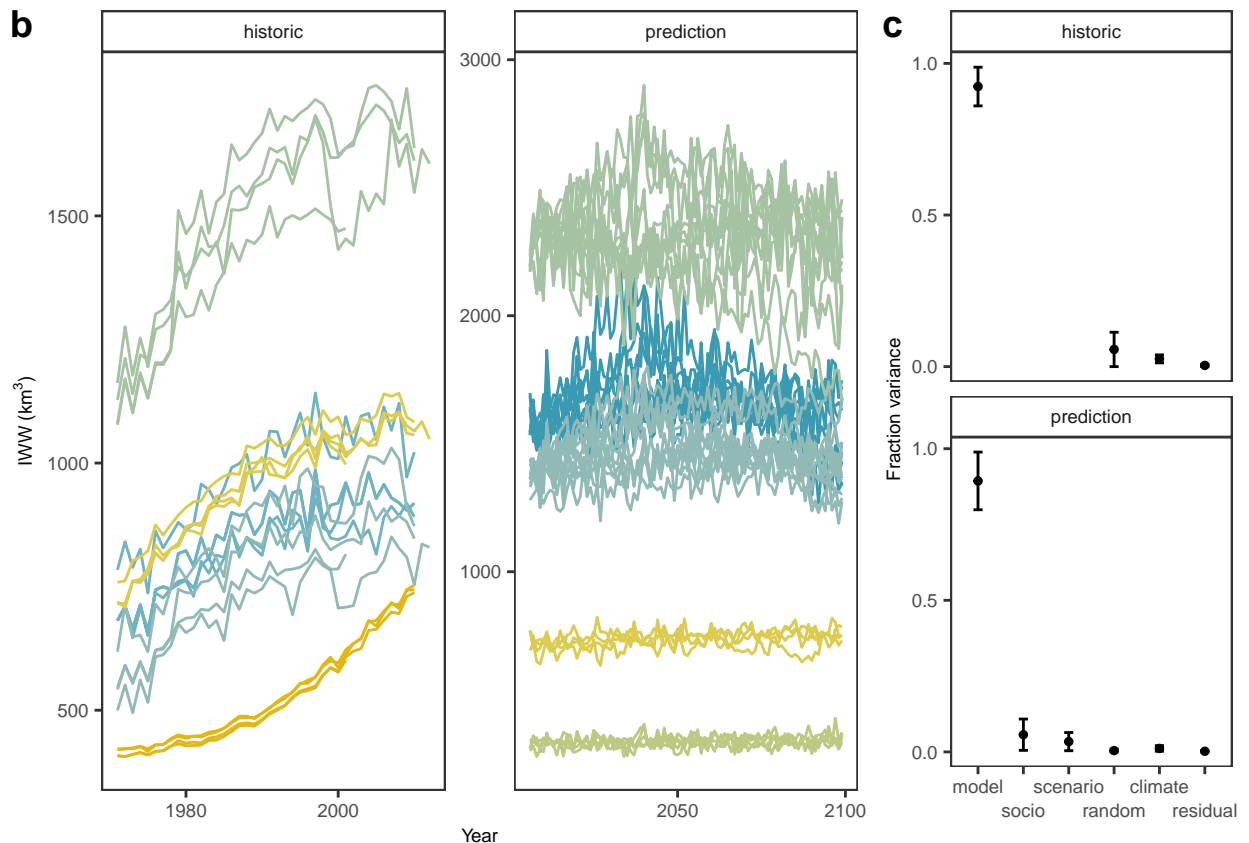 b
historic
prediction
IWW (km³)
1500
1000
500
1980
2000
3000
2000
1000
2050
2100
Year
c
historic
Fraction variance
1.0
0.5
0.0
prediction
1.0
0.5
0.0
model
socio
scenario
random
climate
residual